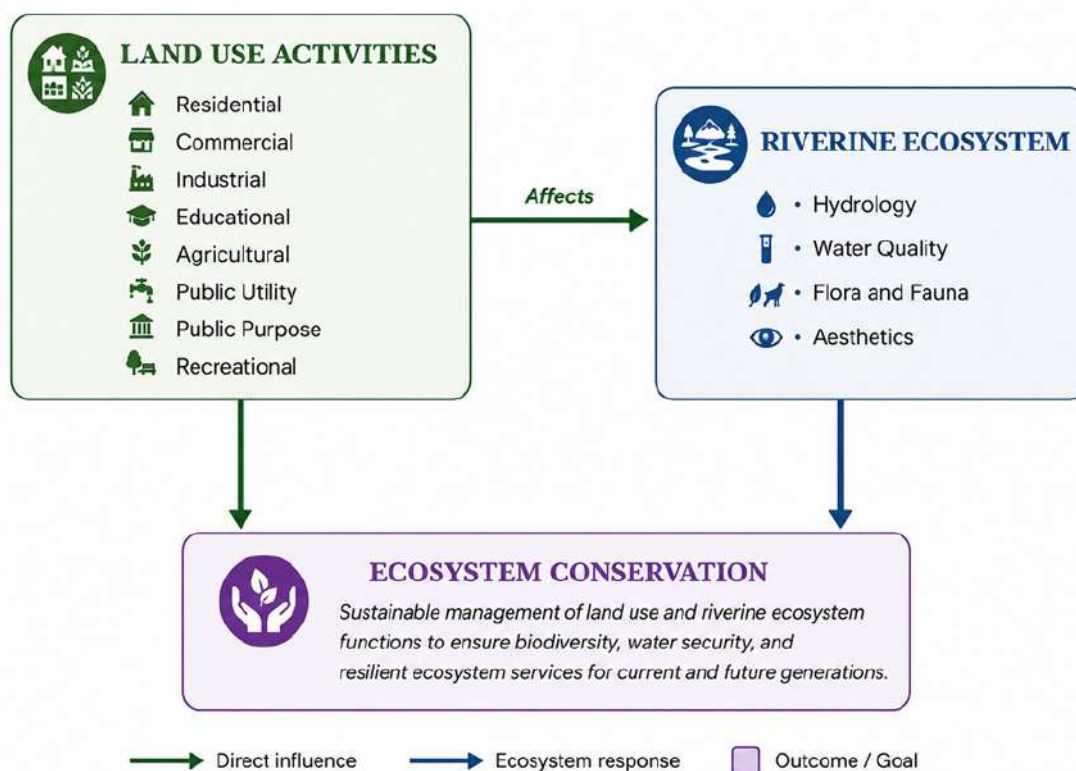 LAND USE ACTIVITIES
Residential
Commercial
Industrial
Educational
Agricultural
Public Utility
Public Purpose
Recreational
Affects
RIVERINE ECOSYSTEM
• Hydrology
• Water Quality
• Flora and Fauna
• Aesthetics
ECOSYSTEM CONSERVATION
Sustainable management of land use and riverine ecosystem
functions to ensure biodiversity, water security, and
resilient ecosystem services for current and future generations.
Direct influence
Ecosystem response
Outcome / Goal